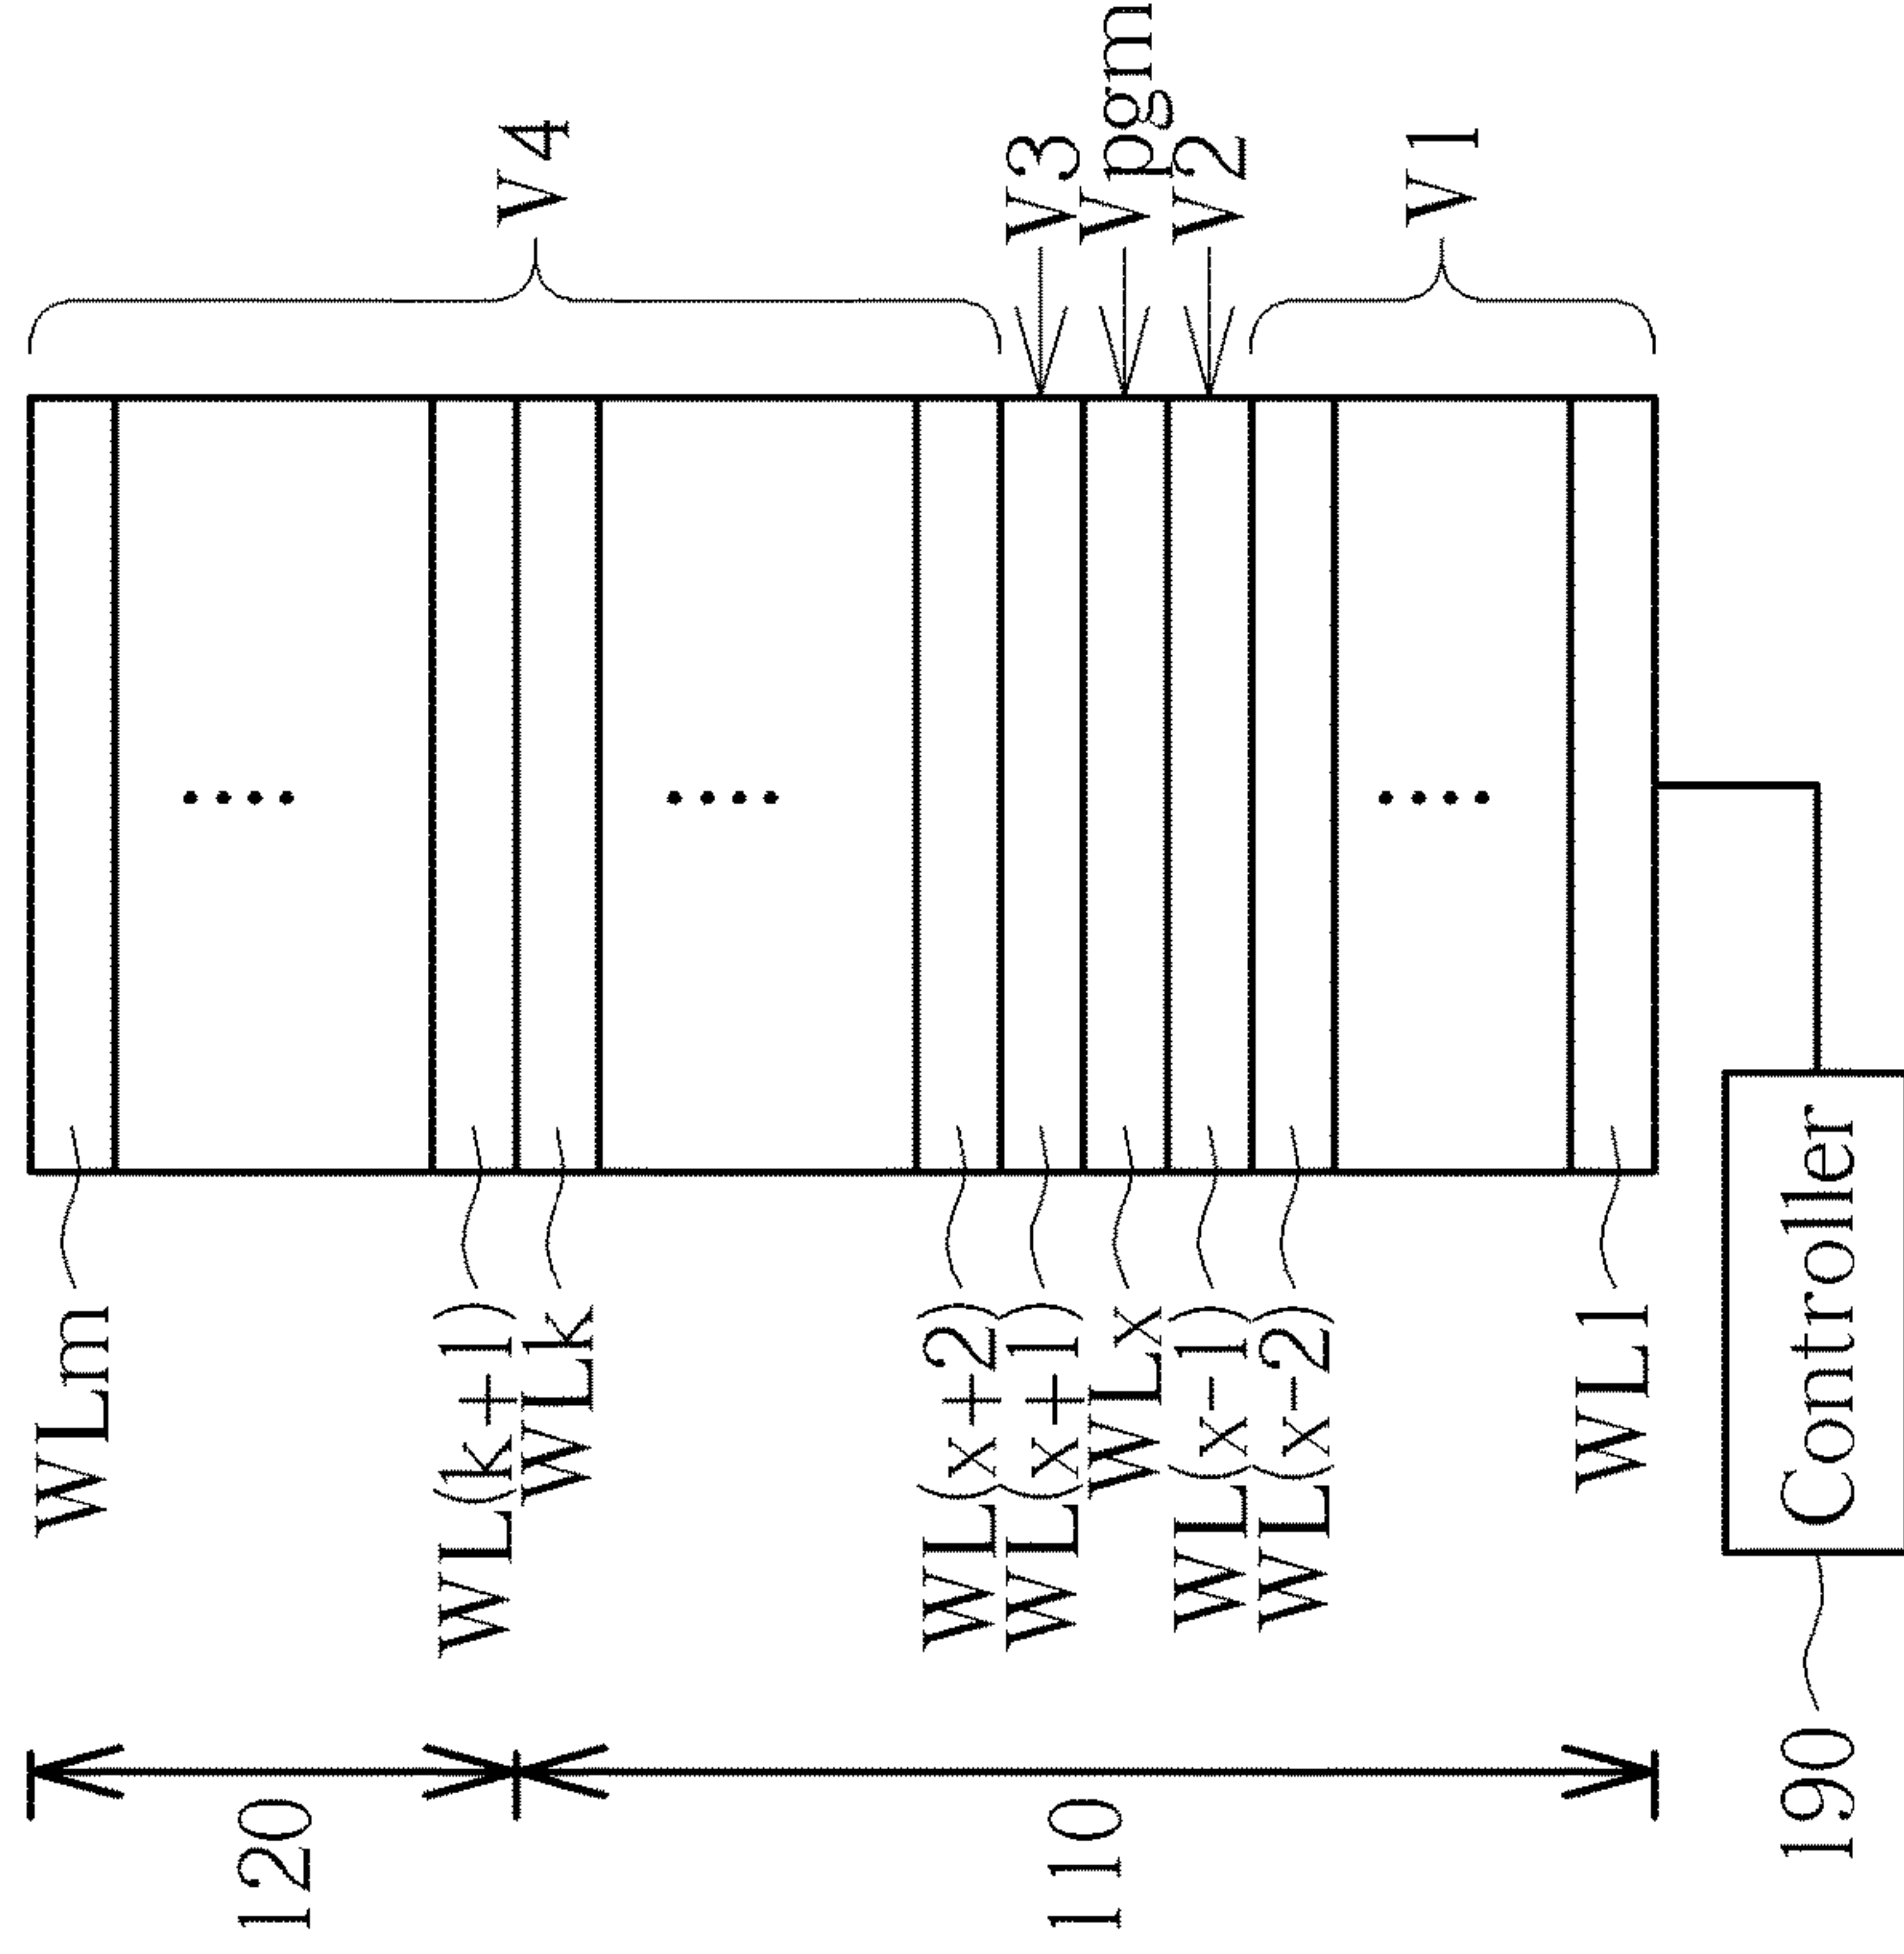 WLm
WL(k+1)
WLk
WL(x+2)
WL(x+1)
WLx
WL(x-1)
WL(x-2)
WL1
V4
V3
Vpgm
V2
V1
120
110
190
Controller